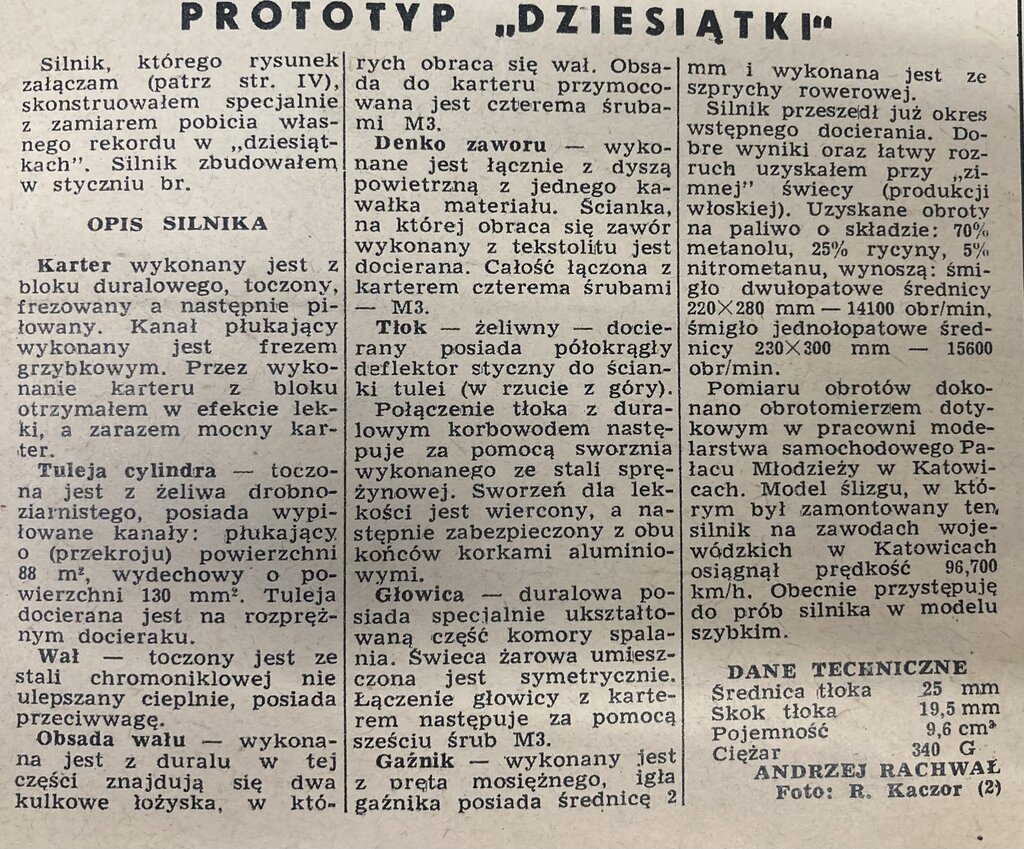 PROTOTYP „DZIESIĄTKI"
Silnik, którego rysunek
załączam (patrz str. IV),
skonstruowałem specjalnie
z zamiarem pobicia włas-
nego rekordu w „dziesiąt-
kach". Silnik zbudowałem
w styczniu br.
OPIS SILNIKA
Karter wykonany jest z
bloku duralowego, toczony,
frezowany a następnie pi-
łowany. Kanał płukający
wykonany jest frezem
grzybkowym. Przez wyko-
nanie karteru z bloku
otrzymałem w efekcie lek-
ki, a zarazem mocny kar-
ter.
Tuleja cylindra — toczo-
na jest z żeliwa drobno-
ziarnistego, posiada wypi-
łowane kanały: płukający
o (przekroju) powierzchni
88 m², wydechowy o po-
wierzchni 130 mm². Tuleja
docierana jest na rozpręż-
nym docieraku.
Wał — toczony jest ze
stali chromoniklowej nie
ulepszany cieplnie, posiada
przeciwwagę.
Obsada wału — wykona-
na jest z duralu w tej
części znajdują się dwa
kulkowe łożyska, w któ-
rych obraca się wał. Obsa-
da do karteru przymoco-
wana jest czterema śruba-
mi M3.
Denko zaworu — wyko-
nane jest łącznie z dyszą
powietrzną z jednego ka-
wałka materiału. Ścianka,
na której obraca się zawór
wykonany z tekstolitu jest
docierana. Całość łączona z
karterem czterema śrubami
— M3.
Tłok — żeliwny — docie-
rany posiada półokrągły
deflektor styczny do ścian-
ki tulei (w rzucie z góry).
Połączenie tłoka z dura-
lowym korbowodem nastę-
puje za pomocą sworznia
wykonanego ze stali sprę-
żynowej. Sworzeń dla lek-
kości jest wiercony, a na-
stępnie zabezpieczony z obu
końców korkami aluminio-
wymi.
Głowica — duralowa po-
siada specjalnie ukształto-
waną część komory spala-
nia. Świeca żarowa umiesz-
czona jest symetrycznie.
Łączenie głowicy z karte-
rem następuje za pomocą
sześciu śrub M3.
Gaźnik — wykonany jest
z pręta mosiężnego, igła
gaźnika posiada średnicę 2
mm i wykonana jest ze
szprychy rowerowej.
Silnik przeszedł już okres
wstępnego docierania. Do-
bre wyniki oraz łatwy roz-
ruch uzyskałem przy „zi-
mnej" świecy (produkcji
włoskiej). Uzyskane obroty
na paliwo o składzie: 70%
metanolu, 25% rycyny, 5%
nitrometanu, wynoszą: śmi-
gło dwułopatowe średnicy
220×280 mm — 14100 obr/min,
śmigło jednołopatowe śred-
nicy 230×300 mm — 15600
obr/min.
Pomiaru obrotów doko-
nano obrotomierzem doty-
kowym w pracowni mode-
larstwa samochodowego Pa-
łacu Młodzieży w Katowi-
cach. Model ślizgu, w któ-
rym był zamontowany ten
silnik na zawodach woje-
wódzkich w Katowicach
osiągnął prędkość 96,700
km/h. Obecnie przystępuję
do prób silnika w modelu
szybkim.
DANE TECHNICZNE
Średnica tłoka 25 mm
Skok tłoka 19,5 mm
Pojemność 9,6 cm³
Ciężar 340 G
ANDRZEJ RACHWAŁ
Foto: R. Kaczor (2)